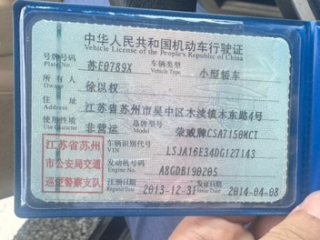 中华人民共和国机动车行驶证
Vehicle License of the People's Republic of China
号牌号码 苏E0789X 车辆类型 小型轿车
Plate No. Vehicle Type
所有人 徐以权
Owner
住址 江苏省苏州市吴中区木渎镇木东路4号
Address
使用性质 非营运 品牌型号 荣威牌CSA7150MCT
Use Character Model
江苏省苏州市公安局交通巡逻警察支队
车辆识别代号 LSJA16E34DG127143
VIN
发动机号码 A8GDB190205
Engine No.
注册日期 2013-12-31 发证日期 2014-04-08
Register Date Issue Date